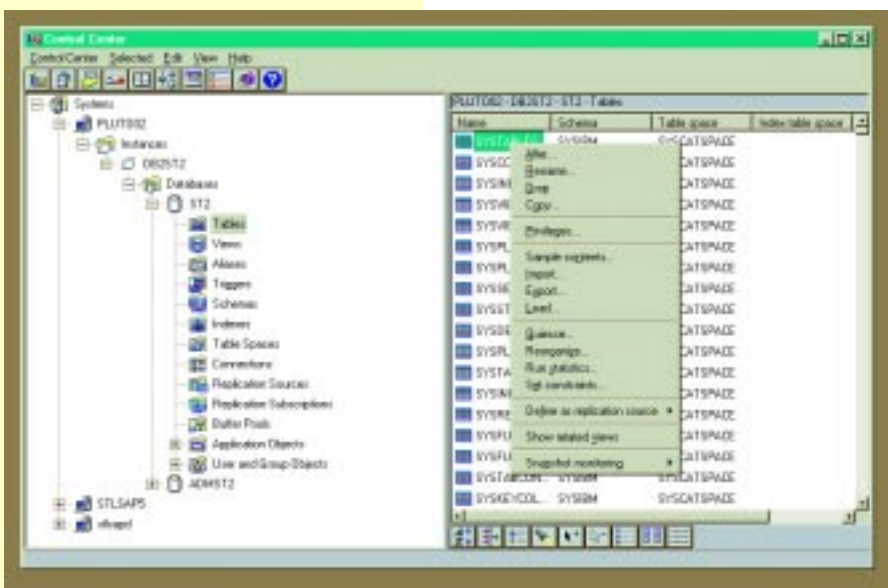 Control Center
Control Center Selected Edit View Help
Systems
PLUTO02
Instances
DB2ST2
Databases
ST2
Tables
Views
Aliases
Triggers
Schemas
Indexes
Table Spaces
Connections
Replication Sources
Replication Subscriptions
Buffer Pools
Application Objects
User and Group Objects
ADMST2
STLSAP5
PLUTO02 - DB2ST2 - ST2 - Tables
Name Schema Table space Index table space
SYSIBM SYSCATSPACE
Alter...
Rename...
Drop
Copy...
Privileges...
Sample contents...
Import...
Export...
Load...
Quiesce...
Reorganize...
Run statistics...
Set constraints...
Define as replication source
Show related views
Snapshot monitoring
SYSKEYCOL... SYSIBM SYSCATSPACE